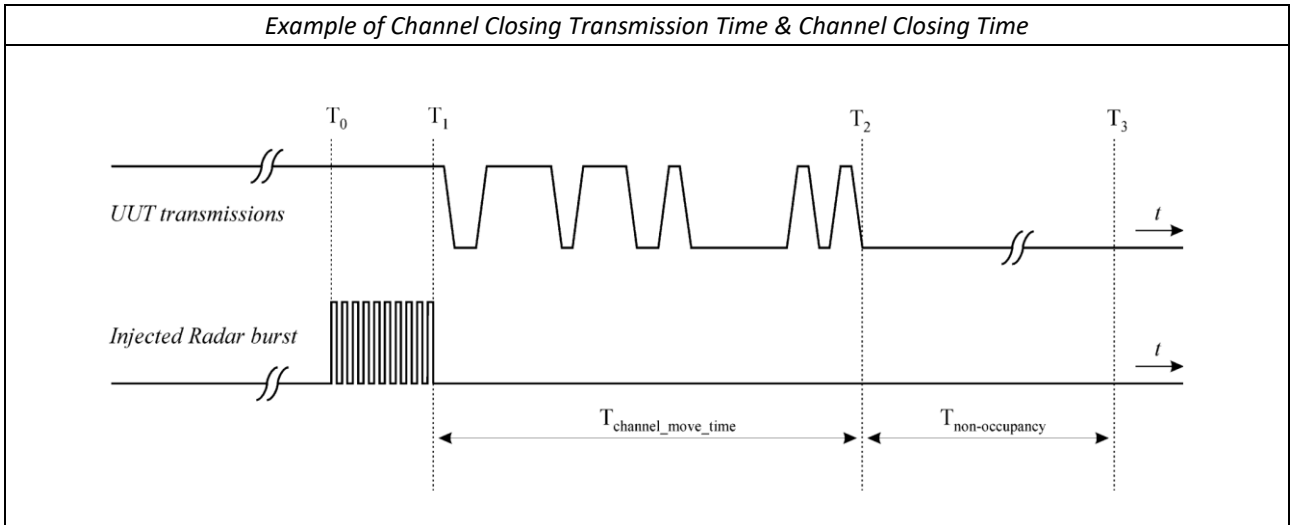 Example of Channel Closing Transmission Time & Channel Closing Time
T0 T1 T2 T3
UUT transmissions
t
Injected Radar burst
t
Tchannel_move_time Tnon-occupancy